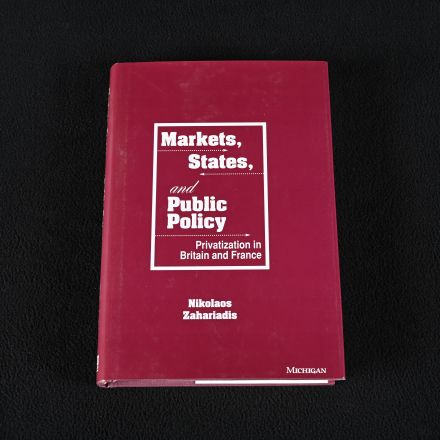 Markets,
States,
and
Public
Policy
Privatization in
Britain and France
Nikolaos
Zahariadis
MICHIGAN